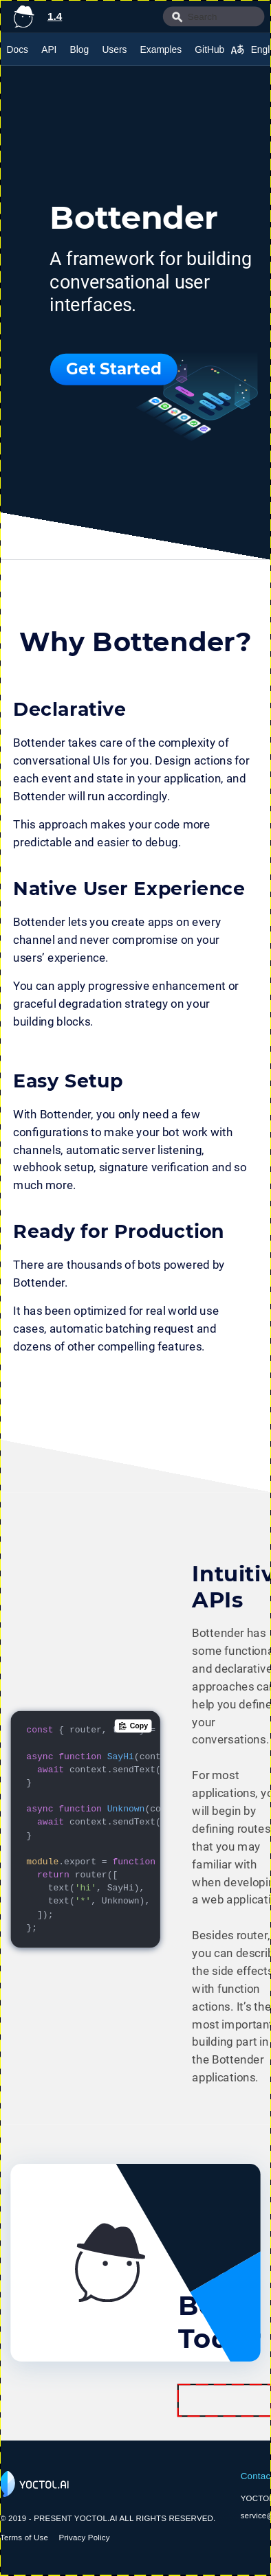 1.4
Search
Docs API Blog Users Examples GitHub Engl
Bottender
A framework for building
conversational user
interfaces.
Get Started
Why Bottender?
Declarative
Bottender takes care of the complexity of
conversational UIs for you. Design actions for
each event and state in your application, and
Bottender will run accordingly.
This approach makes your code more
predictable and easier to debug.
Native User Experience
Bottender lets you create apps on every
channel and never compromise on your
users’ experience.
You can apply progressive enhancement or
graceful degradation strategy on your
building blocks.
Easy Setup
With Bottender, you only need a few
configurations to make your bot work with
channels, automatic server listening,
webhook setup, signature verification and so
much more.
Ready for Production
There are thousands of bots powered by
Bottender.
It has been optimized for real world use
cases, automatic batching request and
dozens of other compelling features.
Intuitiv
APIs
Bottender has
some functiona
and declarative
approaches ca
help you define
your
conversations.
For most
applications, yo
will begin by
defining routes
that you may
familiar with
when developin
a web applicati
Besides router,
you can describ
the side effects
with function
actions. It’s the
most important
building part in
the Bottender
applications.
Copy
const { router, =
async function SayHi(cont
await context.sendText(
}
async function Unknown(co
await context.sendText(
}
module.export = function
return router([
text('hi', SayHi),
text('*', Unknown),
]);
};
YOCTOL.AI
© 2019 - PRESENT YOCTOL.AI ALL RIGHTS RESERVED.
Terms of Use Privacy Policy
Contac
YOCTOL
service@